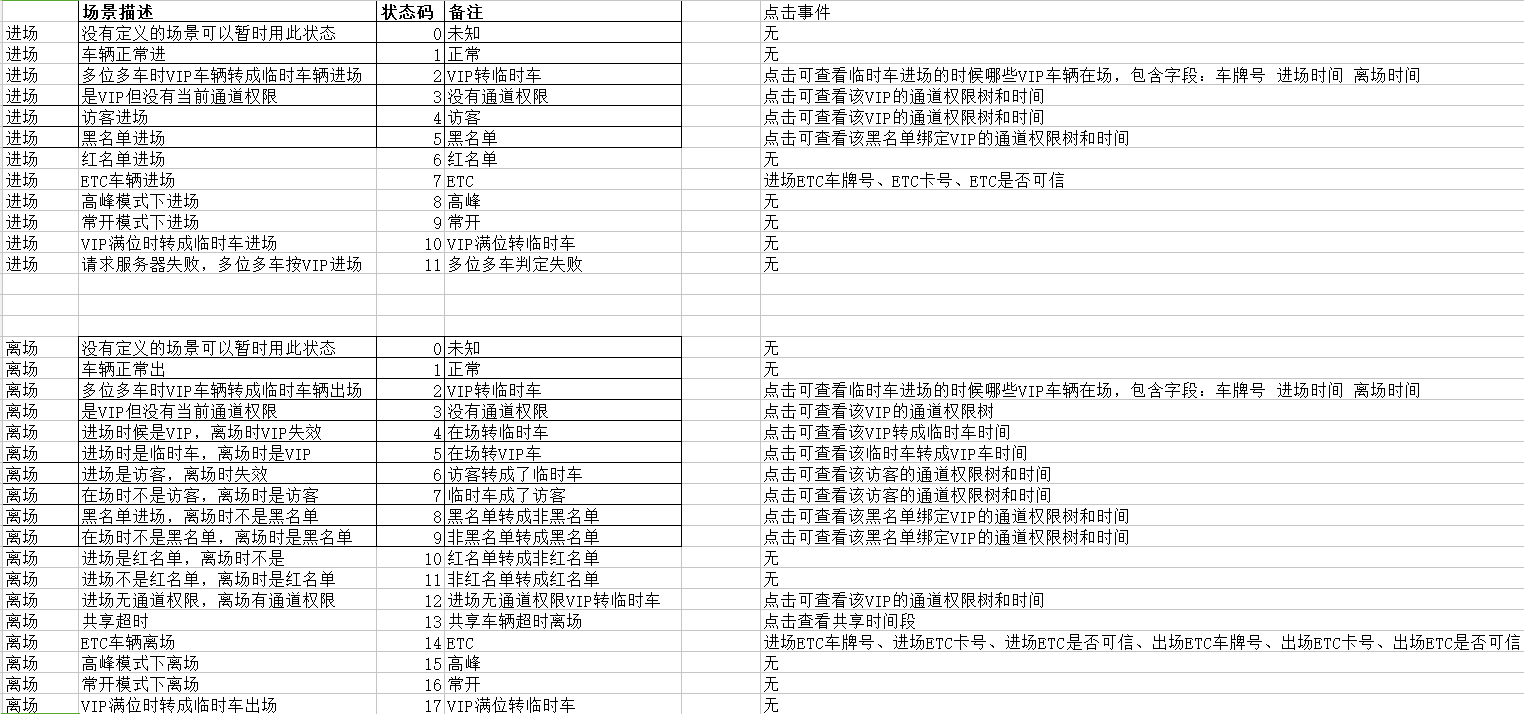 场景描述 状态码 备注 点击事件
进场 没有定义的场景可以暂时用此状态 0 未知 无
进场 车辆正常进 1 正常 无
进场 多位多车时VIP车辆转成临时车辆进场 2 VIP转临时车 点击可查看临时车进场的时候哪些VIP车辆在场，包含字段：车牌号 进场时间 离场时间
进场 是VIP但没有当前通道权限 3 没有通道权限 点击可查看该VIP的通道权限树和时间
进场 访客进场 4 访客 点击可查看该VIP的通道权限树和时间
进场 黑名单进场 5 黑名单 点击可查看该黑名单绑定VIP的通道权限树和时间
进场 红名单进场 6 红名单 无
进场 ETC车辆进场 7 ETC 进场ETC车牌号、ETC卡号、ETC是否可信
进场 高峰模式下进场 8 高峰 无
进场 常开模式下进场 9 常开 无
进场 VIP满位时转成临时车进场 10 VIP满位转临时车 无
进场 请求服务器失败，多位多车按VIP进场 11 多位多车判定失败 无
离场 没有定义的场景可以暂时用此状态 0 未知 无
离场 车辆正常出 1 正常 无
离场 多位多车时VIP车辆转成临时车辆出场 2 VIP转临时车 点击可查看临时车进场的时候哪些VIP车辆在场，包含字段：车牌号 进场时间 离场时间
离场 是VIP但没有当前通道权限 3 没有通道权限 点击可查看该VIP的通道权限树
离场 进场时候是VIP，离场时VIP失效 4 在场转临时车 点击可查看该VIP转成临时车时间
离场 进场时是临时车，离场时是VIP 5 在场转VIP车 点击可查看该临时车转成VIP车时间
离场 进场是访客，离场时失效 6 访客转成了临时车 点击可查看该访客的通道权限树和时间
离场 在场时不是访客，离场时是访客 7 临时车成了访客 点击可查看该访客的通道权限树和时间
离场 黑名单进场，离场时不是黑名单 8 黑名单转成非黑名单 点击可查看该黑名单绑定VIP的通道权限树和时间
离场 在场时不是黑名单，离场时是黑名单 9 非黑名单转成黑名单 点击可查看该黑名单绑定VIP的通道权限树和时间
离场 进场是红名单，离场时不是 10 红名单转成非红名单 无
离场 进场不是红名单，离场时是红名单 11 非红名单转成红名单 无
离场 进场无通道权限，离场有通道权限 12 进场无通道权限VIP转临时车 点击可查看该VIP的通道权限树和时间
离场 共享超时 13 共享车辆超时离场 点击查看共享时间段
离场 ETC车辆离场 14 ETC 进场ETC车牌号、进场ETC卡号、进场ETC是否可信、出场ETC车牌号、出场ETC卡号、出场ETC是否可信
离场 高峰模式下离场 15 高峰 无
离场 常开模式下离场 16 常开 无
离场 VIP满位时转成临时车出场 17 VIP满位转临时车 无